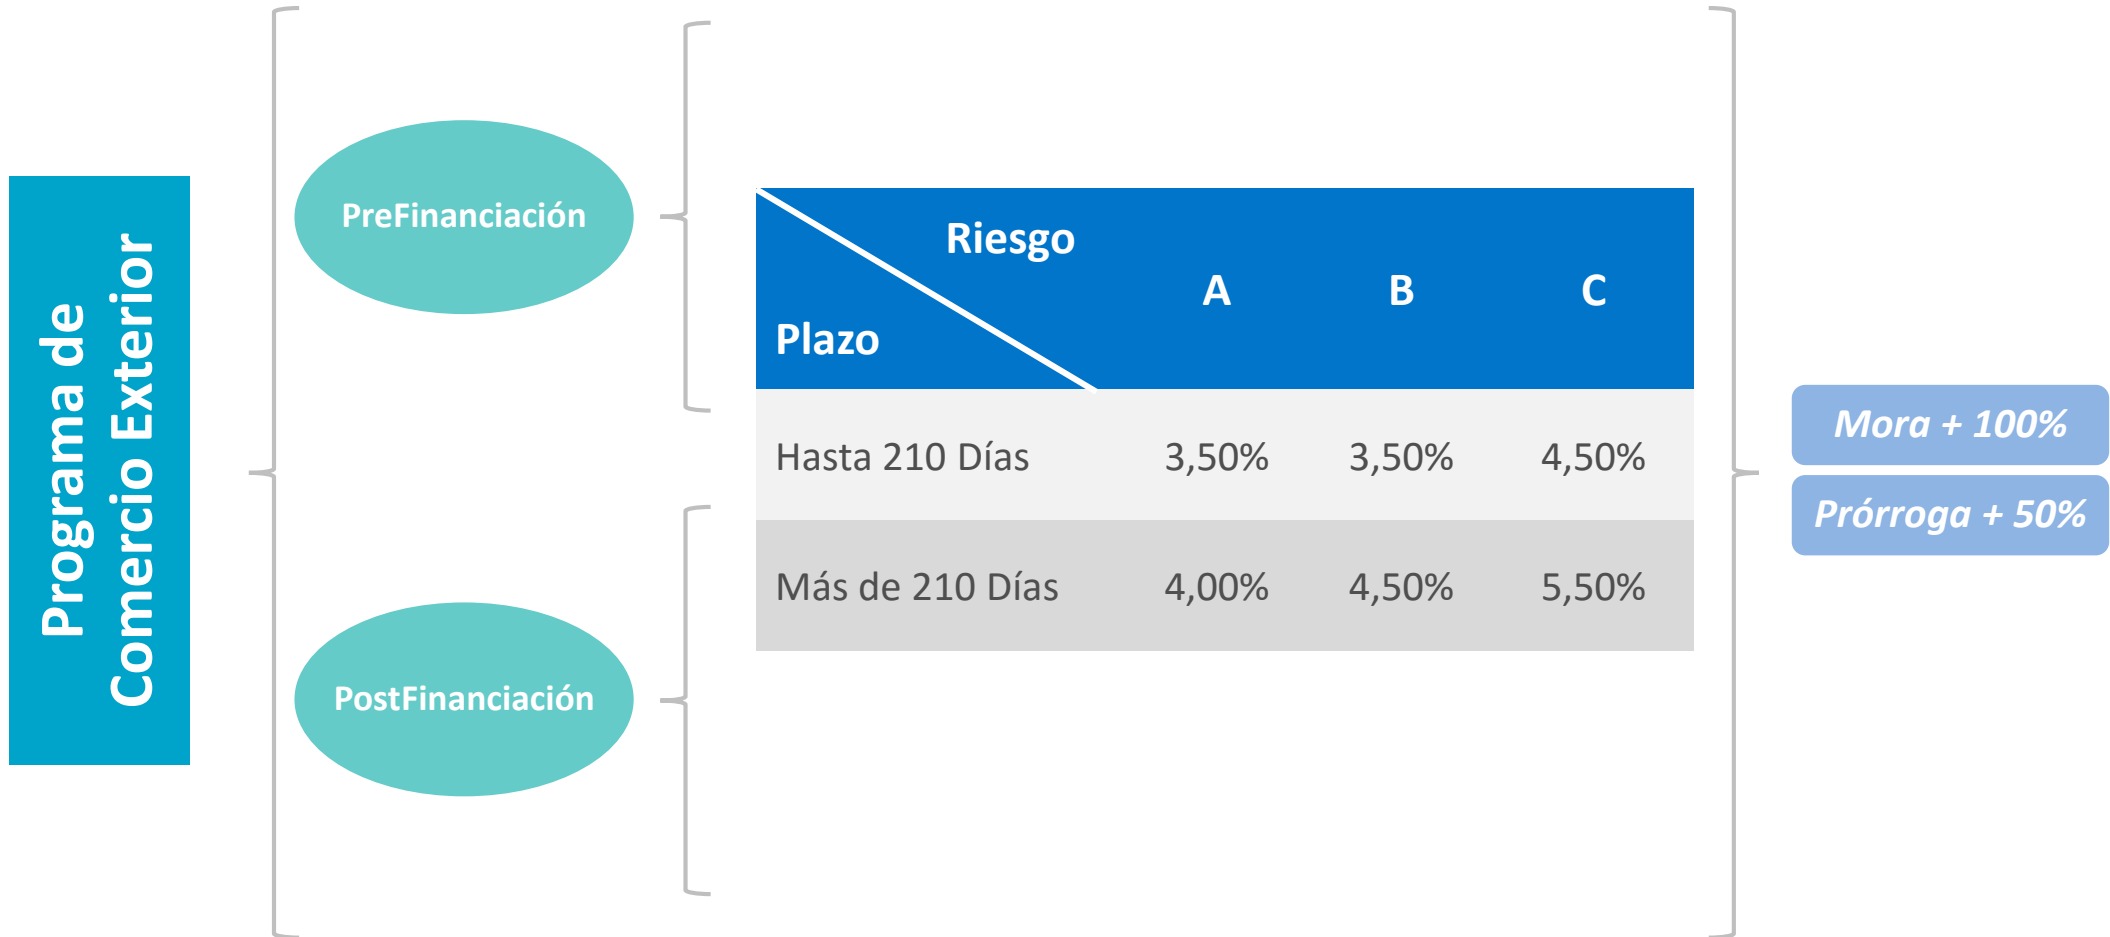 Programa de
Comercio Exterior
PreFinanciación
PostFinanciación
Riesgo
Plazo
A B C
Hasta 210 Días 3,50% 3,50% 4,50%
Más de 210 Días 4,00% 4,50% 5,50%
Mora + 100%
Prórroga + 50%